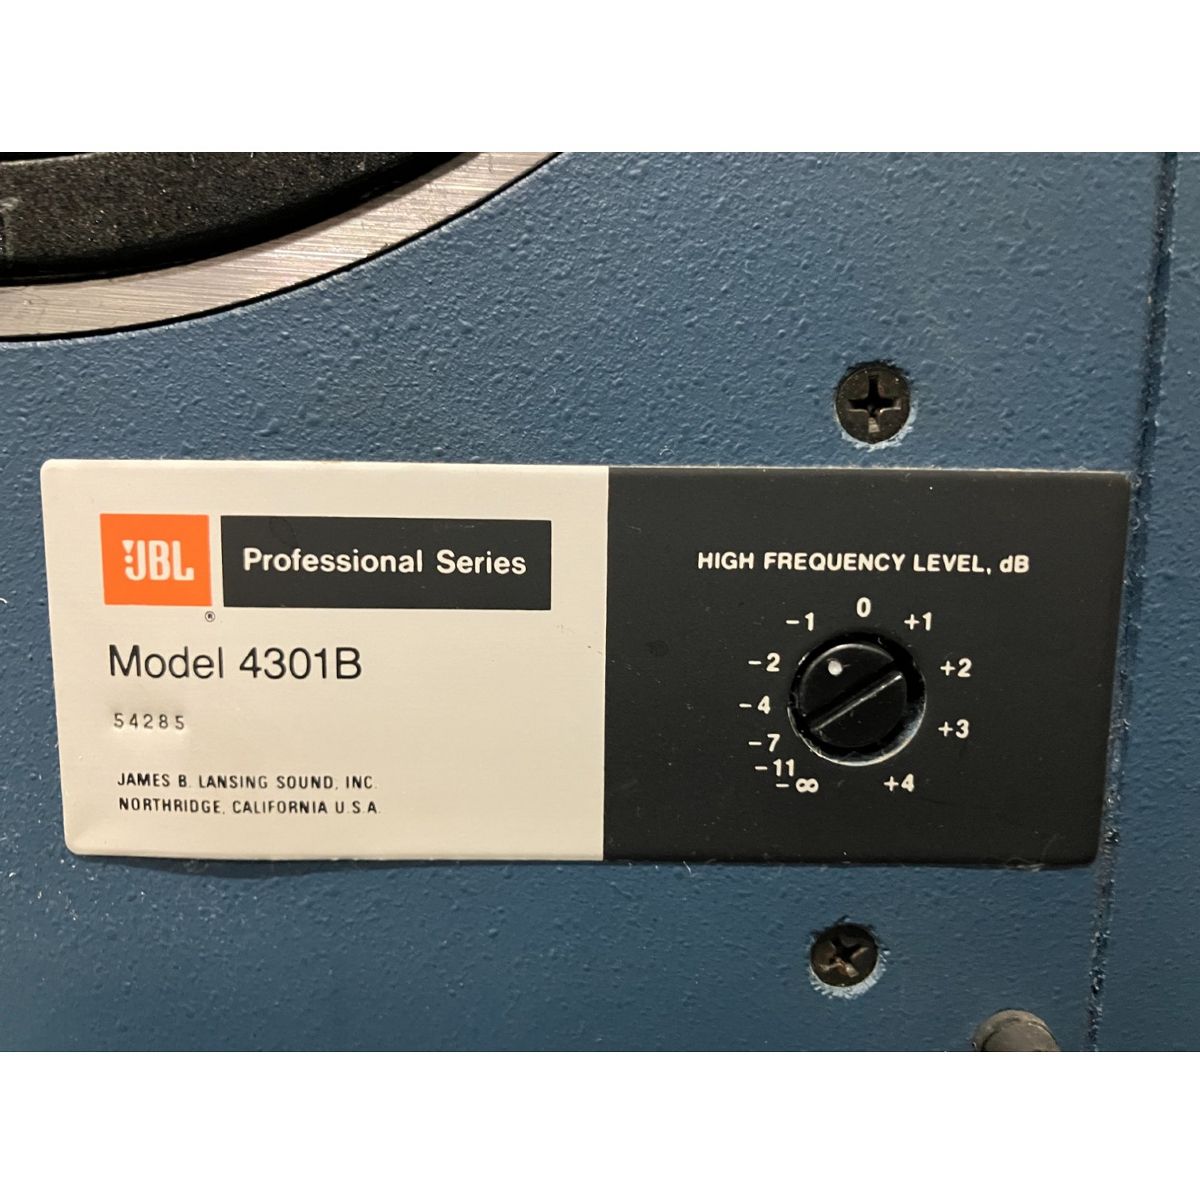 JBL Professional Series
®
Model 4301B
54285
JAMES B. LANSING SOUND, INC.
NORTHRIDGE, CALIFORNIA U.S.A.
HIGH FREQUENCY LEVEL, dB
0
-1 +1
-2 +2
-4
-7 +3
-11
-∞ +4